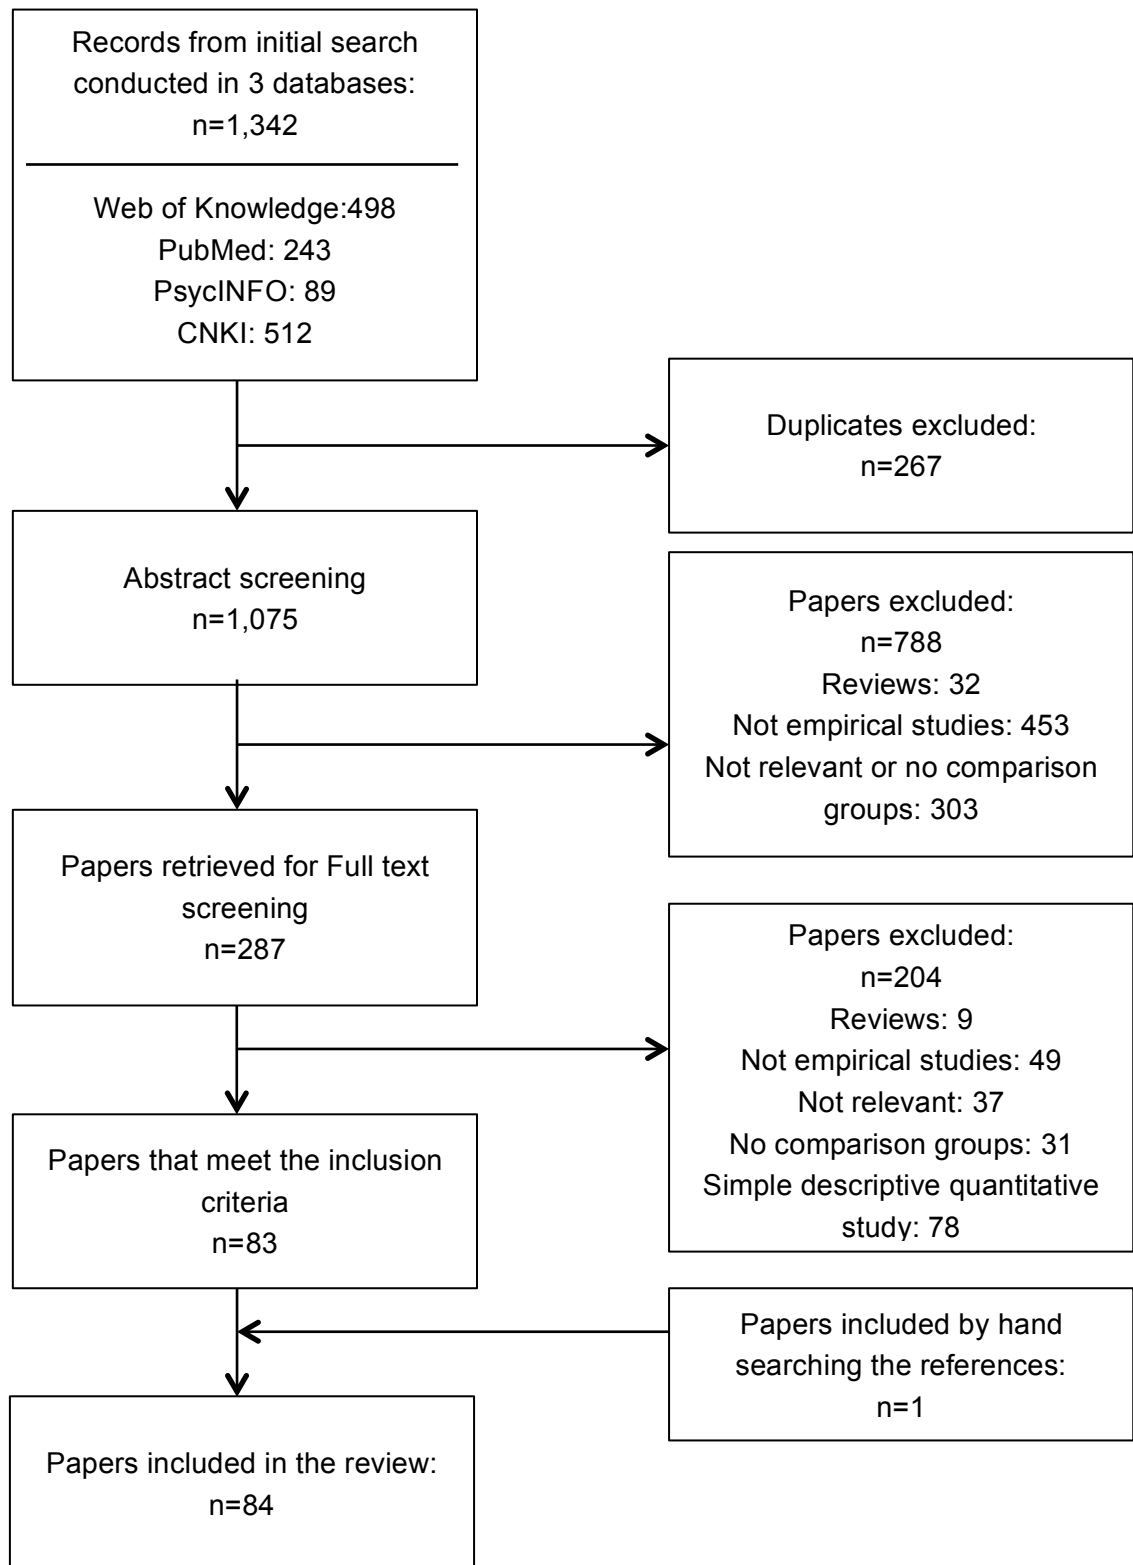 Records from initial search
conducted in 3 databases:
n=1,342
Web of Knowledge:498
PubMed: 243
PsycINFO: 89
CNKI: 512
Duplicates excluded:
n=267
Abstract screening
n=1,075
Papers excluded:
n=788
Reviews: 32
Not empirical studies: 453
Not relevant or no comparison
groups: 303
Papers retrieved for Full text
screening
n=287
Papers excluded:
n=204
Reviews: 9
Not empirical studies: 49
Not relevant: 37
No comparison groups: 31
Simple descriptive quantitative
study: 78
Papers that meet the inclusion
criteria
n=83
Papers included by hand
searching the references:
n=1
Papers included in the review:
n=84